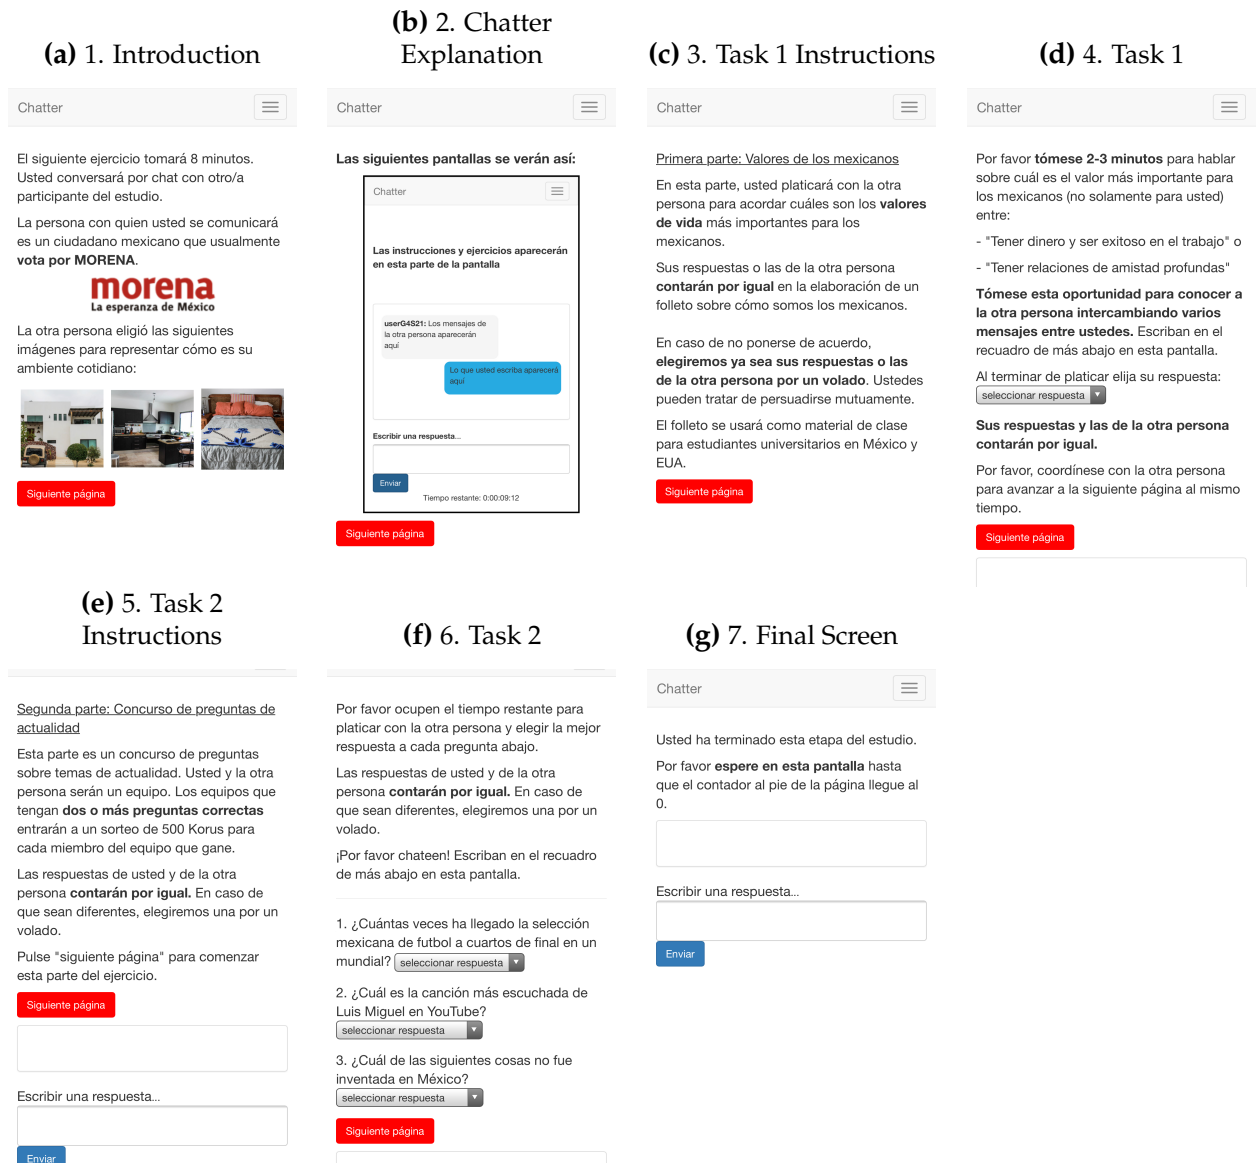 (a) 1. Introduction
Chatter
El siguiente ejercicio tomará 8 minutos.
Usted conversará por chat con otro/a
participante del estudio.
La persona con quien usted se comunicará
es un ciudadano mexicano que usualmente
vota por MORENA.
morena
La esperanza de México
La otra persona eligió las siguientes
imágenes para representar cómo es su
ambiente cotidiano:
Siguiente página
(b) 2. Chatter
Explanation
Chatter
Las siguientes pantallas se verán así:
Chatter
Las instrucciones y ejercicios aparecerán
en esta parte de la pantalla
userG4S21: Los mensajes de
la otra persona aparecerán
aquí
Lo que usted escriba aparecerá
aquí
Escribir una respuesta...
Enviar
Tiempo restante: 0:00:09:12
Siguiente página
(c) 3. Task 1 Instructions
Chatter
Primera parte: Valores de los mexicanos
En esta parte, usted platicará con la otra
persona para acordar cuáles son los valores
de vida más importantes para los
mexicanos.
Sus respuestas o las de la otra persona
contarán por igual en la elaboración de un
folleto sobre cómo somos los mexicanos.
En caso de no ponerse de acuerdo,
elegiremos ya sea sus respuestas o las
de la otra persona por un volado. Ustedes
pueden tratar de persuadirse mutuamente.
El folleto se usará como material de clase
para estudiantes universitarios en México y
EUA.
Siguiente página
(d) 4. Task 1
Chatter
Por favor tómese 2-3 minutos para hablar
sobre cuál es el valor más importante para
los mexicanos (no solamente para usted)
entre:
- "Tener dinero y ser exitoso en el trabajo" o
- "Tener relaciones de amistad profundas"
Tómese esta oportunidad para conocer a
la otra persona intercambiando varios
mensajes entre ustedes. Escriban en el
recuadro de más abajo en esta pantalla.
Al terminar de platicar elija su respuesta:
seleccionar respuesta
Sus respuestas y las de la otra persona
contarán por igual.
Por favor, coordínese con la otra persona
para avanzar a la siguiente página al mismo
tiempo.
Siguiente página
(e) 5. Task 2
Instructions
Segunda parte: Concurso de preguntas de
actualidad
Esta parte es un concurso de preguntas
sobre temas de actualidad. Usted y la otra
persona serán un equipo. Los equipos que
tengan dos o más preguntas correctas
entrarán a un sorteo de 500 Korus para
cada miembro del equipo que gane.
Las respuestas de usted y de la otra
persona contarán por igual. En caso de
que sean diferentes, elegiremos una por un
volado.
Pulse "siguiente página" para comenzar
esta parte del ejercicio.
Siguiente página
Escribir una respuesta...
Enviar
(f) 6. Task 2
Por favor ocupen el tiempo restante para
platicar con la otra persona y elegir la mejor
respuesta a cada pregunta abajo.
Las respuestas de usted y de la otra
persona contarán por igual. En caso de
que sean diferentes, elegiremos una por un
volado.
¡Por favor chateen! Escriban en el recuadro
de más abajo en esta pantalla.
1. ¿Cuántas veces ha llegado la selección
mexicana de futbol a cuartos de final en un
mundial? seleccionar respuesta
2. ¿Cuál es la canción más escuchada de
Luis Miguel en YouTube?
seleccionar respuesta
3. ¿Cuál de las siguientes cosas no fue
inventada en México?
seleccionar respuesta
Siguiente página
(g) 7. Final Screen
Chatter
Usted ha terminado esta etapa del estudio.
Por favor espere en esta pantalla hasta
que el contador al pie de la página llegue al
0.
Escribir una respuesta...
Enviar